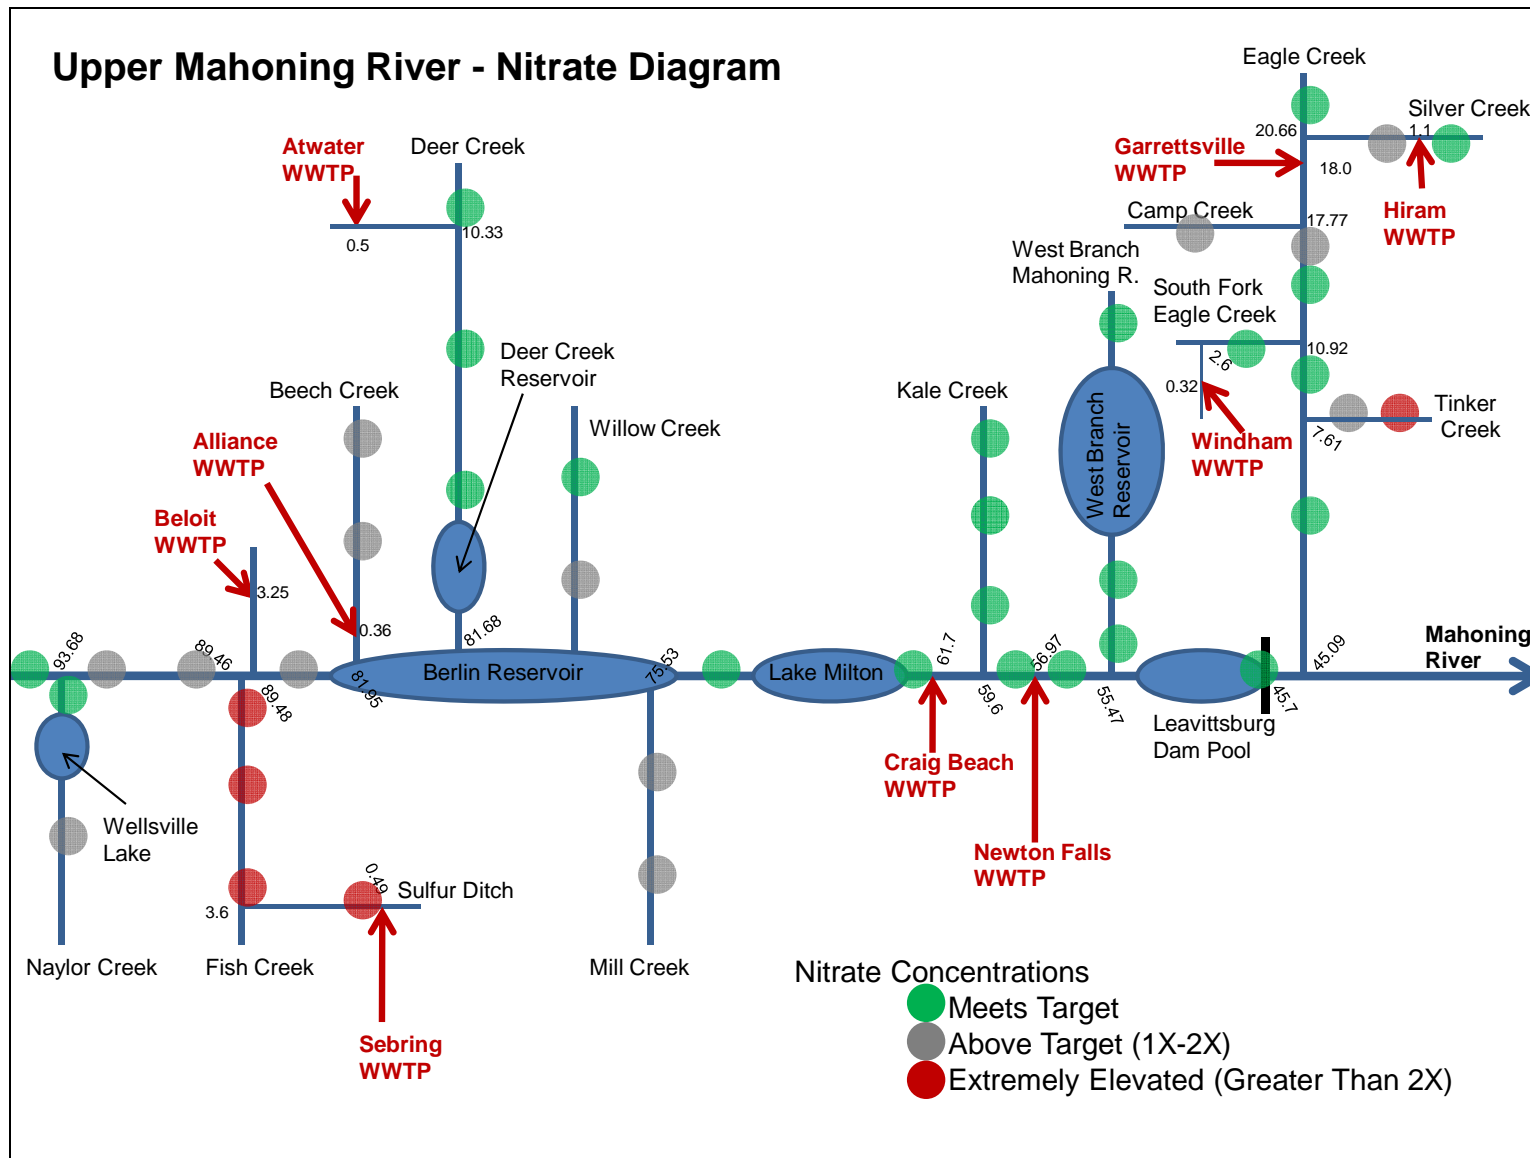 Upper Mahoning River - Nitrate Diagram
Eagle Creek
Silver Creek
20.66
1.1
Garrettsville
WWTP
18.0
Hiram
WWTP
Atwater
WWTP
Deer Creek
0.5
10.33
Camp Creek
17.77
West Branch
Mahoning R.
South Fork
Eagle Creek
10.92
2.6
0.32
Windham
WWTP
Tinker
Creek
7.61
Deer Creek
Reservoir
Beech Creek
Willow Creek
Kale Creek
West Branch
Reservoir
Alliance
WWTP
Beloit
WWTP
3.25
0.36
81.68
93.68
89.46
89.48
81.95
Berlin Reservoir
75.53
Lake Milton
61.7
59.6
56.97
55.47
45.7
45.09
Mahoning
River
Leavittsburg
Dam Pool
Craig Beach
WWTP
Newton Falls
WWTP
Wellsville
Lake
0.49
Sulfur Ditch
3.6
Naylor Creek
Fish Creek
Mill Creek
Sebring
WWTP
Nitrate Concentrations
Meets Target
Above Target (1X-2X)
Extremely Elevated (Greater Than 2X)